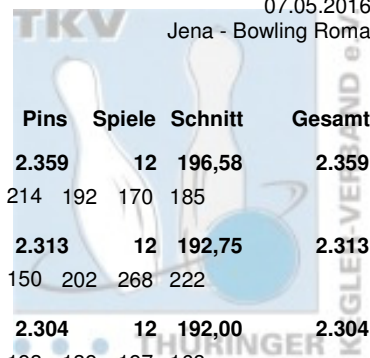 07.05.2016
TKV
Jena - Bowling Roma
Pins Spiele Schnitt Gesamt
2.359 12 196,58 2.359
214 192 170 185
2.313 12 192,75 2.313
150 202 268 222
2.304 12 192,00 2.304
THÜRINGER KEGLER-VERBAND e.V.